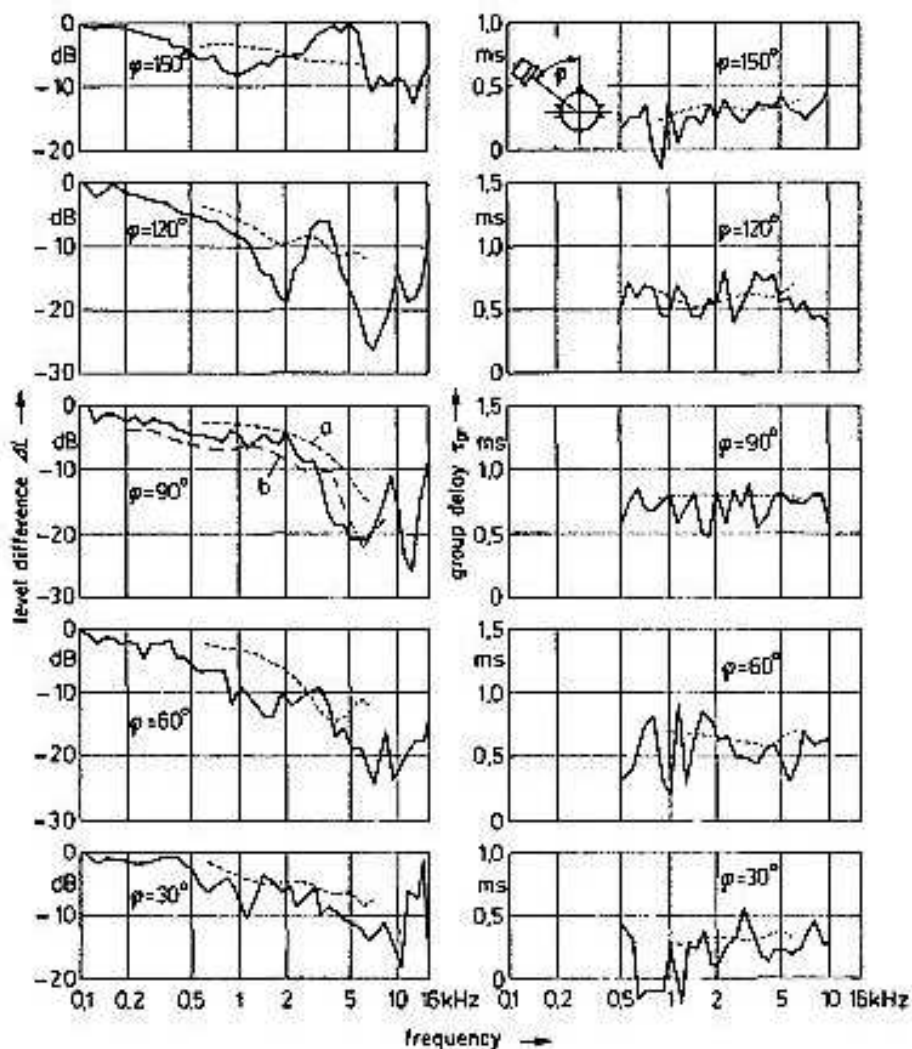 0
dB
φ=150°
-10
-20
1,0
ms
0,5
0
φ
φ=150°
0
dB
φ=120°
-10
-20
-30
1,5
ms
1,0
0,5
0
φ=120°
level difference ΔL →
0
dB
-10
φ=90°
-20
-30
a
b
group delay τgr →
1,5
ms
1,0
0,5
0
φ=90°
0
dB
-10
φ=60°
-20
-30
1,5
ms
1,0
0,5
0
φ=60°
0
dB
φ=30°
-10
-20
1,0
ms
0,5
0
φ=30°
0,1 0.2 0.5 1 2 5 10 16kHz
0,1 0.2 0,5 1 2 5 10 16kHz
frequency →